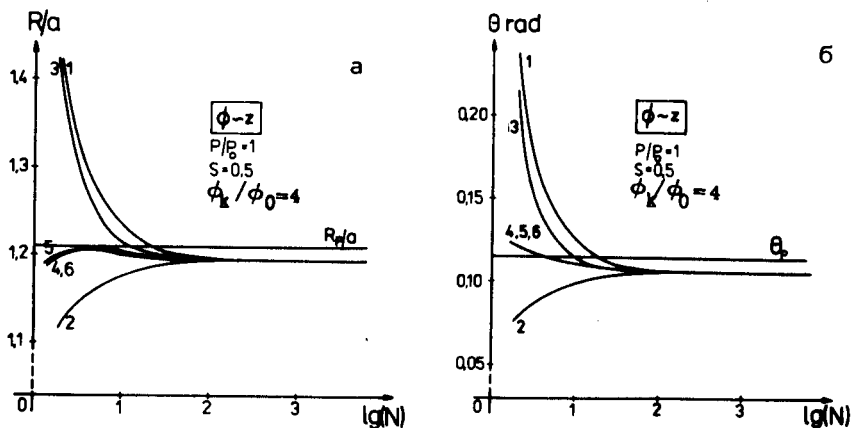 R/a
a
1,4
3
1
ϕ~z
P/P₀=1
S=0.5
ϕₖ/ϕ₀=4
1,3
Rₚ/a
1,2
5
4,6
2
1,1
0
1
2
3
lg(N)
θ rad
б
0,20
1
3
ϕ~z
P/P₀=1
S=0.5
ϕₖ/ϕ₀=4
0,15
4,5,6
θₚ
0,10
2
0,05
0
1
2
3
lg(N)